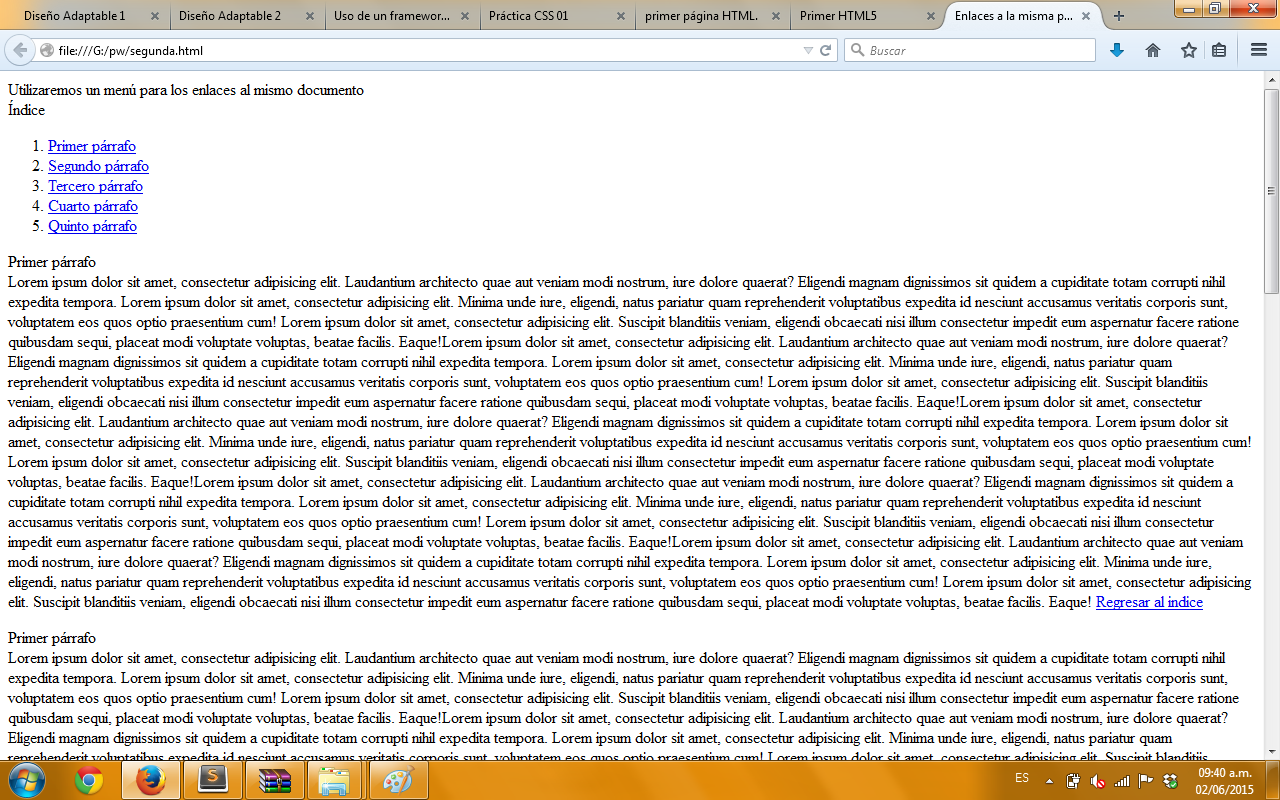 Diseño Adaptable 1
Diseño Adaptable 2
Uso de un framewor...
Práctica CSS 01
primer página HTML.
Primer HTML5
Enlaces a la misma p...
file:///G:/pw/segunda.html
Buscar
Utilizaremos un menú para los enlaces al mismo documento
Índice
1. Primer párrafo
2. Segundo párrafo
3. Tercero párrafo
4. Cuarto párrafo
5. Quinto párrafo
Primer párrafo
Lorem ipsum dolor sit amet, consectetur adipisicing elit. Laudantium architecto quae aut veniam modi nostrum, iure dolore quaerat? Eligendi magnam dignissimos sit quidem a cupiditate totam corrupti nihil
expedita tempora. Lorem ipsum dolor sit amet, consectetur adipisicing elit. Minima unde iure, eligendi, natus pariatur quam reprehenderit voluptatibus expedita id nesciunt accusamus veritatis corporis sunt,
voluptatem eos quos optio praesentium cum! Lorem ipsum dolor sit amet, consectetur adipisicing elit. Suscipit blanditiis veniam, eligendi obcaecati nisi illum consectetur impedit eum aspernatur facere ratione
quibusdam sequi, placeat modi voluptate voluptas, beatae facilis. Eaque!Lorem ipsum dolor sit amet, consectetur adipisicing elit. Laudantium architecto quae aut veniam modi nostrum, iure dolore quaerat?
Eligendi magnam dignissimos sit quidem a cupiditate totam corrupti nihil expedita tempora. Lorem ipsum dolor sit amet, consectetur adipisicing elit. Minima unde iure, eligendi, natus pariatur quam
reprehenderit voluptatibus expedita id nesciunt accusamus veritatis corporis sunt, voluptatem eos quos optio praesentium cum! Lorem ipsum dolor sit amet, consectetur adipisicing elit. Suscipit blanditiis
veniam, eligendi obcaecati nisi illum consectetur impedit eum aspernatur facere ratione quibusdam sequi, placeat modi voluptate voluptas, beatae facilis. Eaque!Lorem ipsum dolor sit amet, consectetur
adipisicing elit. Laudantium architecto quae aut veniam modi nostrum, iure dolore quaerat? Eligendi magnam dignissimos sit quidem a cupiditate totam corrupti nihil expedita tempora. Lorem ipsum dolor sit
amet, consectetur adipisicing elit. Minima unde iure, eligendi, natus pariatur quam reprehenderit voluptatibus expedita id nesciunt accusamus veritatis corporis sunt, voluptatem eos quos optio praesentium cum!
Lorem ipsum dolor sit amet, consectetur adipisicing elit. Suscipit blanditiis veniam, eligendi obcaecati nisi illum consectetur impedit eum aspernatur facere ratione quibusdam sequi, placeat modi voluptate
voluptas, beatae facilis. Eaque!Lorem ipsum dolor sit amet, consectetur adipisicing elit. Laudantium architecto quae aut veniam modi nostrum, iure dolore quaerat? Eligendi magnam dignissimos sit quidem a
cupiditate totam corrupti nihil expedita tempora. Lorem ipsum dolor sit amet, consectetur adipisicing elit. Minima unde iure, eligendi, natus pariatur quam reprehenderit voluptatibus expedita id nesciunt
accusamus veritatis corporis sunt, voluptatem eos quos optio praesentium cum! Lorem ipsum dolor sit amet, consectetur adipisicing elit. Suscipit blanditiis veniam, eligendi obcaecati nisi illum consectetur
impedit eum aspernatur facere ratione quibusdam sequi, placeat modi voluptate voluptas, beatae facilis. Eaque!Lorem ipsum dolor sit amet, consectetur adipisicing elit. Laudantium architecto quae aut veniam
modi nostrum, iure dolore quaerat? Eligendi magnam dignissimos sit quidem a cupiditate totam corrupti nihil expedita tempora. Lorem ipsum dolor sit amet, consectetur adipisicing elit. Minima unde iure,
eligendi, natus pariatur quam reprehenderit voluptatibus expedita id nesciunt accusamus veritatis corporis sunt, voluptatem eos quos optio praesentium cum! Lorem ipsum dolor sit amet, consectetur adipisicing
elit. Suscipit blanditiis veniam, eligendi obcaecati nisi illum consectetur impedit eum aspernatur facere ratione quibusdam sequi, placeat modi voluptate voluptas, beatae facilis. Eaque! Regresar al indice
Primer párrafo
Lorem ipsum dolor sit amet, consectetur adipisicing elit. Laudantium architecto quae aut veniam modi nostrum, iure dolore quaerat? Eligendi magnam dignissimos sit quidem a cupiditate totam corrupti nihil
expedita tempora. Lorem ipsum dolor sit amet, consectetur adipisicing elit. Minima unde iure, eligendi, natus pariatur quam reprehenderit voluptatibus expedita id nesciunt accusamus veritatis corporis sunt,
voluptatem eos quos optio praesentium cum! Lorem ipsum dolor sit amet, consectetur adipisicing elit. Suscipit blanditiis veniam, eligendi obcaecati nisi illum consectetur impedit eum aspernatur facere ratione
quibusdam sequi, placeat modi voluptate voluptas, beatae facilis. Eaque!Lorem ipsum dolor sit amet, consectetur adipisicing elit. Laudantium architecto quae aut veniam modi nostrum, iure dolore quaerat?
Eligendi magnam dignissimos sit quidem a cupiditate totam corrupti nihil expedita tempora. Lorem ipsum dolor sit amet, consectetur adipisicing elit. Minima unde iure, eligendi, natus pariatur quam
reprehenderit voluptatibus expedita id nesciunt accusamus veritatis corporis sunt, voluptatem eos quos optio praesentium cum! Lorem ipsum dolor sit amet, consectetur adipisicing elit. Suscipit blanditiis
ES
09:40 a.m.
02/06/2015